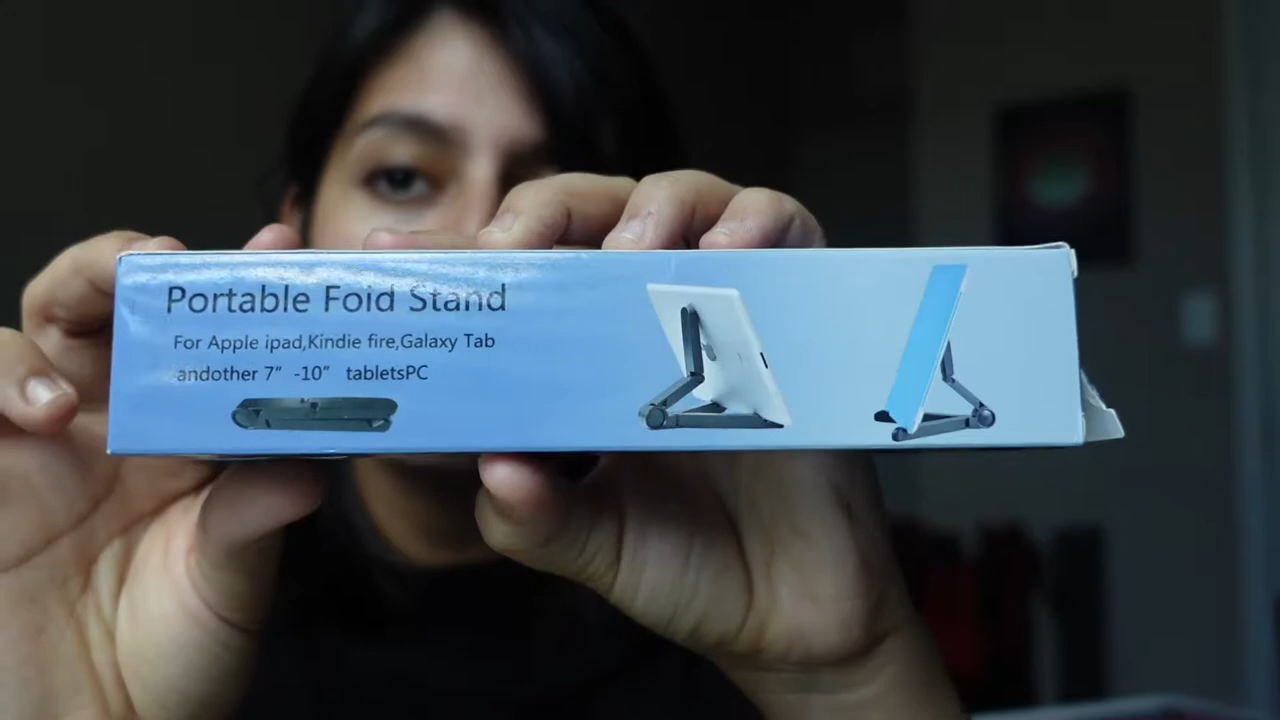 Portable Foid Stand
For Apple ipad,Kindie fire,Galaxy Tab
andother 7” -10” tabletsPC